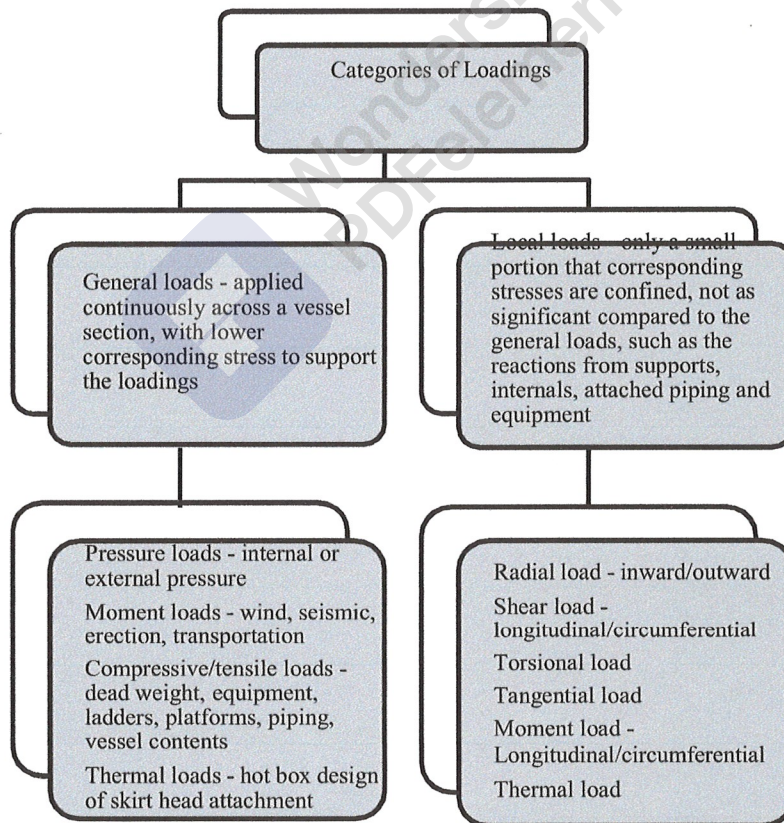 Categories of Loadings
General loads - applied
continuously across a vessel
section, with lower
corresponding stress to support
the loadings
Local loads - only a small
portion that corresponding
stresses are confined, not as
significant compared to the
general loads, such as the
reactions from supports,
internals, attached piping and
equipment
Pressure loads - internal or
external pressure
Moment loads - wind, seismic,
erection, transportation
Compressive/tensile loads -
dead weight, equipment,
ladders, platforms, piping,
vessel contents
Thermal loads - hot box design
of skirt head attachment
Radial load - inward/outward
Shear load -
longitudinal/circumferential
Torsional load
Tangential load
Moment load -
Longitudinal/circumferential
Thermal load
PDFelement